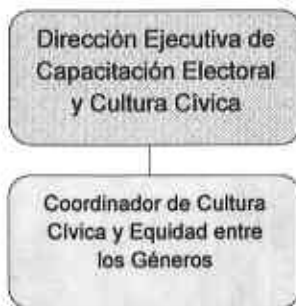 Dirección Ejecutiva de
Capacitación Electoral
y Cultura Cívica
Coordinador de Cultura
Cívica y Equidad entre
los Géneros